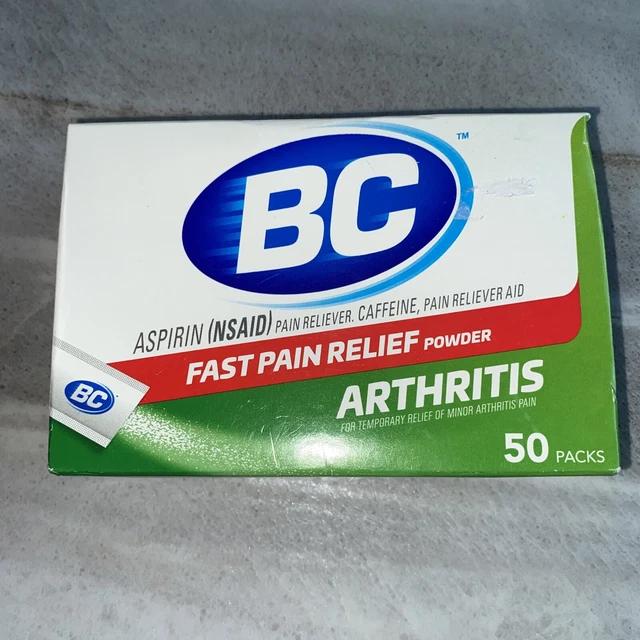 BC™
ASPIRIN (NSAID) PAIN RELIEVER. CAFFEINE, PAIN RELIEVER AID
FAST PAIN RELIEF POWDER
BC
ARTHRITIS
FOR TEMPORARY RELIEF OF MINOR ARTHRITIS PAIN
50 PACKS